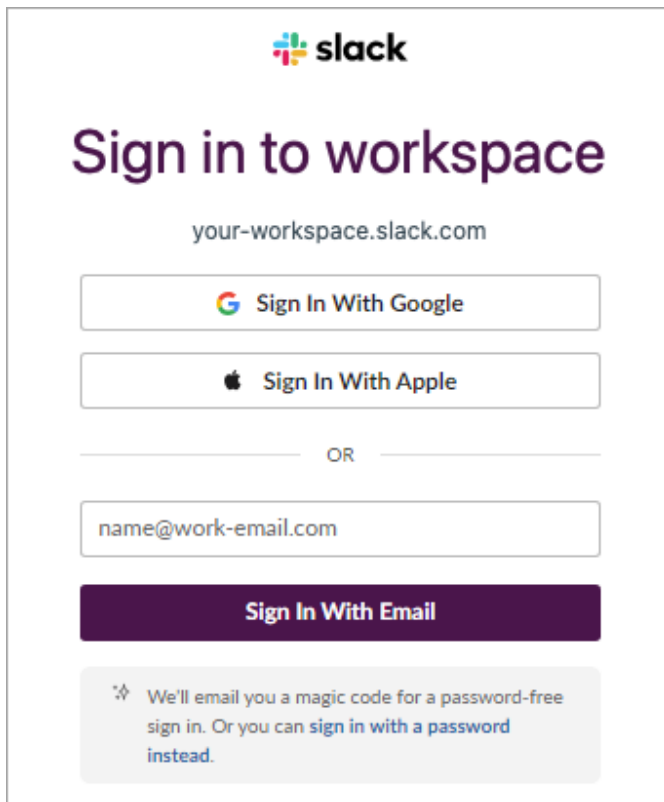 slack
Sign in to workspace
your-workspace.slack.com
Sign In With Google
Sign In With Apple
OR
name@work-email.com
Sign In With Email
We'll email you a magic code for a password-free
sign in. Or you can sign in with a password
instead.